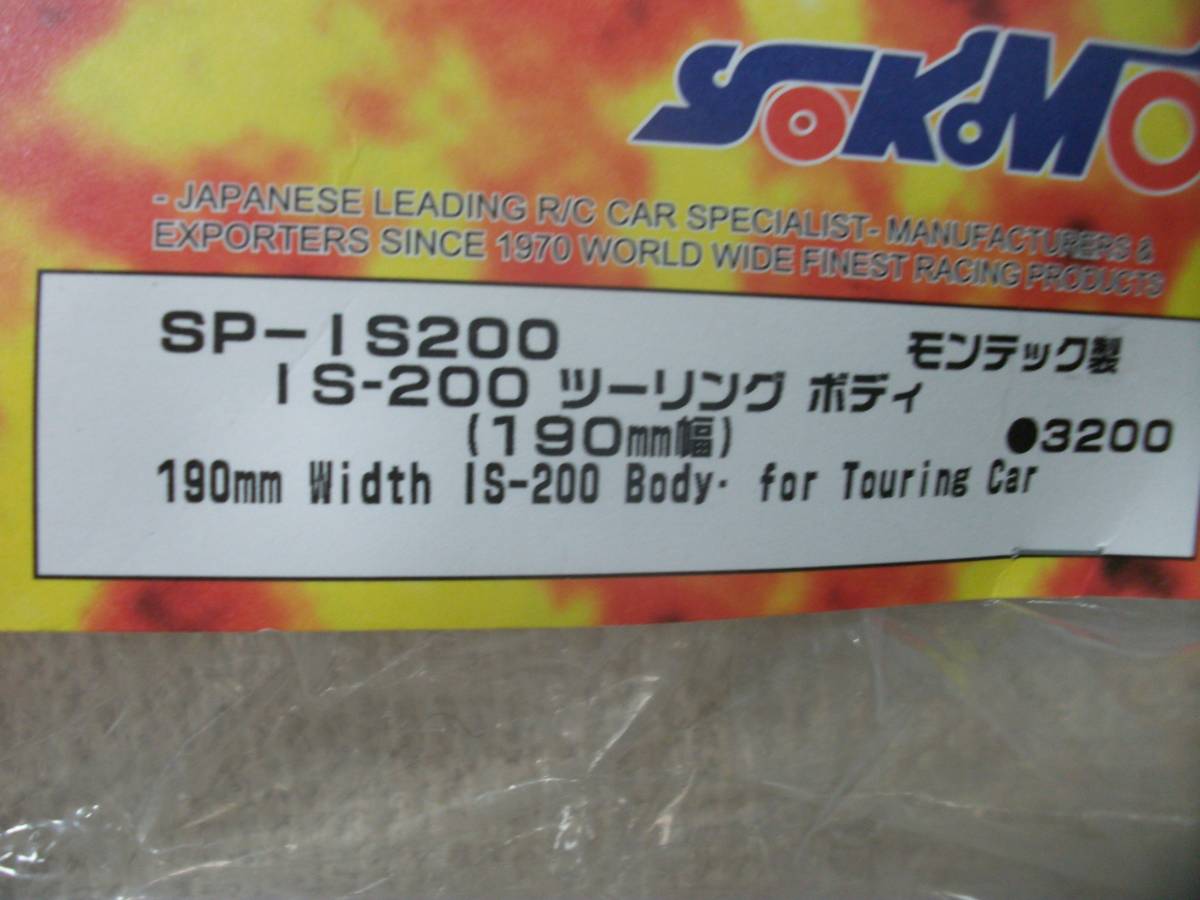 YOKOMO
- JAPANESE LEADING R/C CAR SPECIALIST- MANUFACTURERS &
EXPORTERS SINCE 1970 WORLD WIDE FINEST RACING PRODUCTS
SP-IS200 モンテック製
IS-200 ツーリング ボディ
(190mm幅) ●3200
190mm Width IS-200 Body· for Touring Car